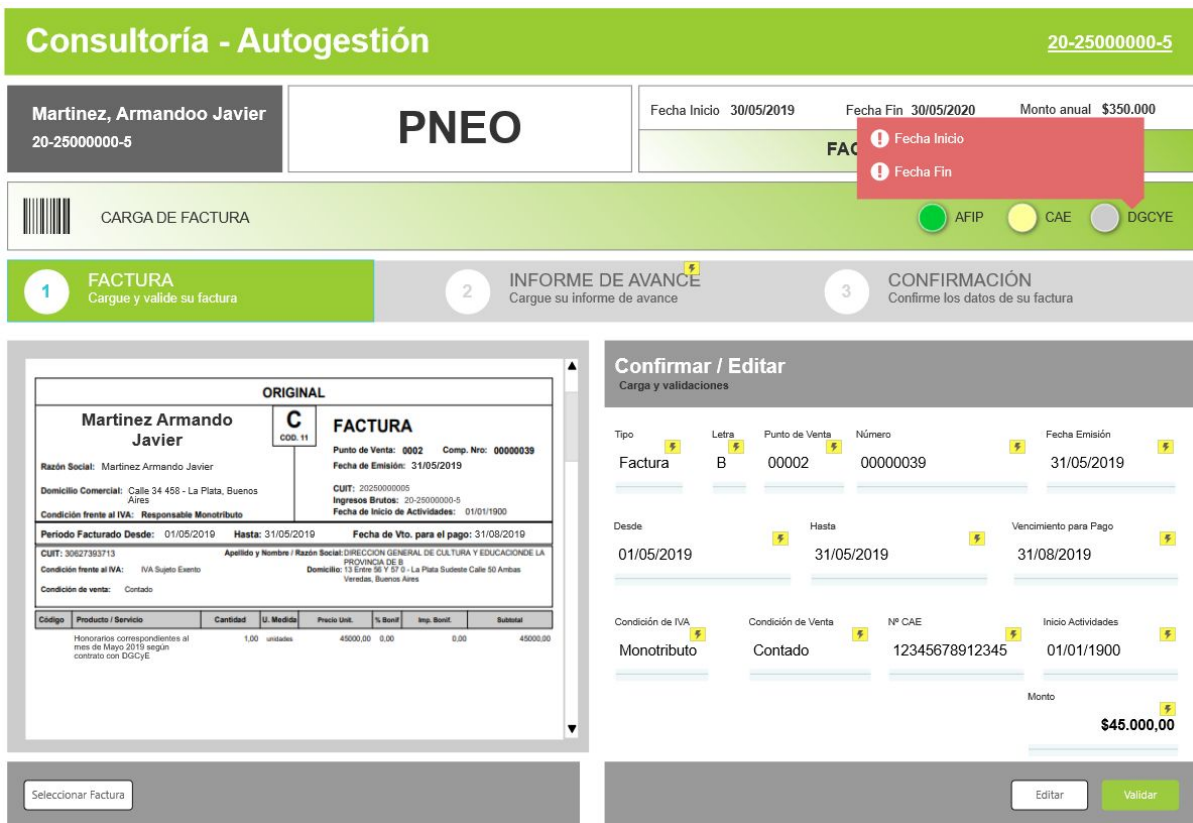 Consultoría - Autogestión
20-25000000-5
Martinez, Armandoo Javier
20-25000000-5
PNEO
Fecha Inicio 30/05/2019 Fecha Fin 30/05/2020 Monto anual $350.000
FAC
Fecha Inicio
Fecha Fin
CARGA DE FACTURA
AFIP CAE DGCYE
1
FACTURA
Cargue y valide su factura
2
INFORME DE AVANCE
Cargue su informe de avance
3
CONFIRMACIÓN
Confirme los datos de su factura
ORIGINAL
Martinez Armando
Javier
C
COD. 11
FACTURA
Punto de Venta: 0002 Comp. Nro: 00000039
Razón Social: Martinez Armando Javier
Fecha de Emisión: 31/05/2019
Domicilio Comercial: Calle 34 458 - La Plata, Buenos
Aires
CUIT: 20250000005
Ingresos Brutos: 20-25000000-5
Condición frente al IVA: Responsable Monotributo
Fecha de Inicio de Actividades: 01/01/1900
Período Facturado Desde: 01/05/2019 Hasta: 31/05/2019 Fecha de Vto. para el pago: 31/08/2019
CUIT: 30627393713
Apellido y Nombre / Razón Social: DIRECCION GENERAL DE CULTURA Y EDUCACIONDE LA
PROVINCIA DE B
Condición frente al IVA: IVA Sujeto Exento
Domicilio: 13 Entre 56 Y 57 0 - La Plata Sudeste Calle 50 Ambas
Veredas, Buenos Aires
Condición de venta: Contado
Código Producto / Servicio Cantidad U. Medida Precio Unit. % Bonif Imp. Bonif. Subtotal
Honorarios correspondientes al 1,00 unidades 45000,00 0,00 0,00 45000,00
mes de Mayo 2019 según
contrato con DGCyE
Seleccionar Factura
Confirmar / Editar
Carga y validaciones
Tipo Letra Punto de Venta Número Fecha Emisión
Factura B 00002 00000039 31/05/2019
Desde Hasta Vencimiento para Pago
01/05/2019 31/05/2019 31/08/2019
Condición de IVA Condición de Venta Nº CAE Inicio Actividades
Monotributo Contado 12345678912345 01/01/1900
Monto
$45.000,00
Editar Validar